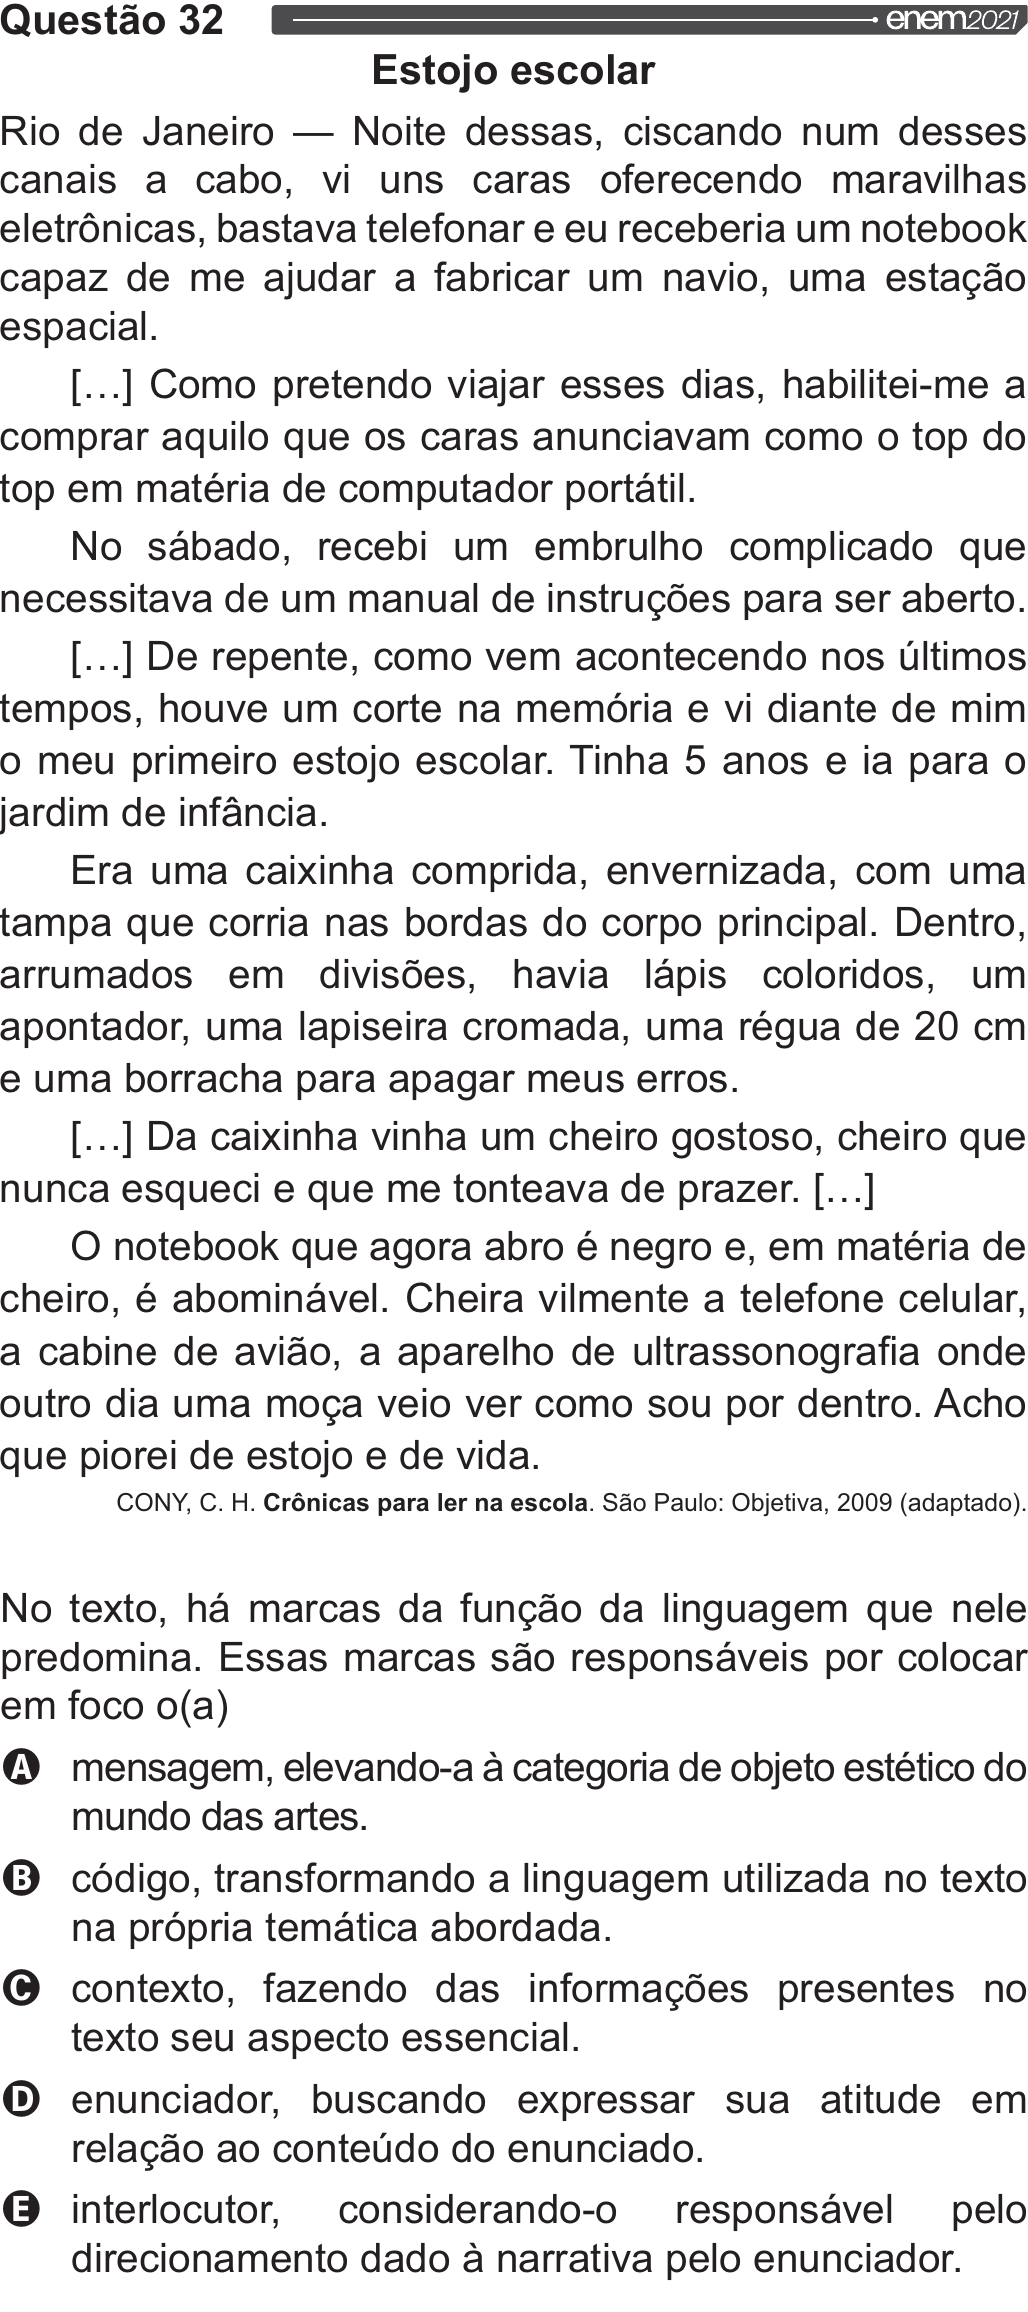 Questão 32
enem2021
Estojo escolar
Rio de Janeiro — Noite dessas, ciscando num desses
canais a cabo, vi uns caras oferecendo maravilhas
eletrônicas, bastava telefonar e eu receberia um notebook
capaz de me ajudar a fabricar um navio, uma estação
espacial.
[…] Como pretendo viajar esses dias, habilitei-me a
comprar aquilo que os caras anunciavam como o top do
top em matéria de computador portátil.
No sábado, recebi um embrulho complicado que
necessitava de um manual de instruções para ser aberto.
[…] De repente, como vem acontecendo nos últimos
tempos, houve um corte na memória e vi diante de mim
o meu primeiro estojo escolar. Tinha 5 anos e ia para o
jardim de infância.
Era uma caixinha comprida, envernizada, com uma
tampa que corria nas bordas do corpo principal. Dentro,
arrumados em divisões, havia lápis coloridos, um
apontador, uma lapiseira cromada, uma régua de 20 cm
e uma borracha para apagar meus erros.
[…] Da caixinha vinha um cheiro gostoso, cheiro que
nunca esqueci e que me tonteava de prazer. […]
O notebook que agora abro é negro e, em matéria de
cheiro, é abominável. Cheira vilmente a telefone celular,
a cabine de avião, a aparelho de ultrassonografia onde
outro dia uma moça veio ver como sou por dentro. Acho
que piorei de estojo e de vida.
CONY, C. H. Crônicas para ler na escola. São Paulo: Objetiva, 2009 (adaptado).
No texto, há marcas da função da linguagem que nele
predomina. Essas marcas são responsáveis por colocar
em foco o(a)
A mensagem, elevando-a à categoria de objeto estético do
mundo das artes.
B código, transformando a linguagem utilizada no texto
na própria temática abordada.
C contexto, fazendo das informações presentes no
texto seu aspecto essencial.
D enunciador, buscando expressar sua atitude em
relação ao conteúdo do enunciado.
E interlocutor, considerando-o responsável pelo
direcionamento dado à narrativa pelo enunciador.